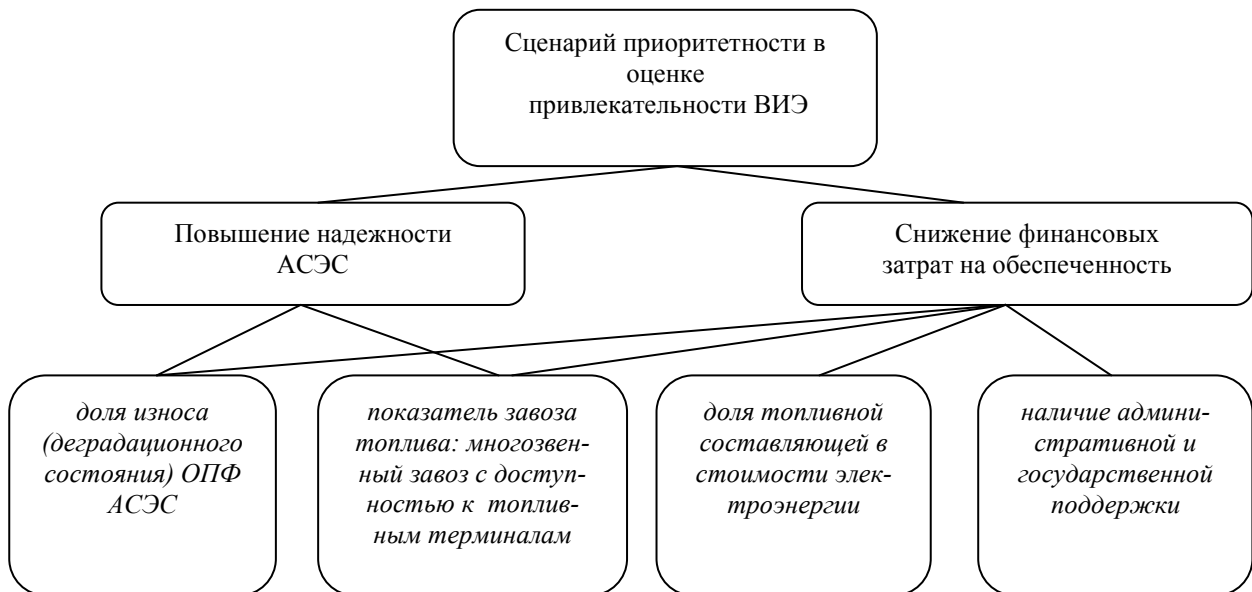 Сценарий приоритетности в
оценке
привлекательности ВИЭ
Повышение надежности
АСЭС
Снижение финансовых
затрат на обеспеченность
доля износа
(деградационного
состояния) ОПФ
АСЭС
показатель завоза
топлива: многозвен-
ный завоз с доступ-
ностью к топлив-
ным терминалам
доля топливной
составляющей в
стоимости элек-
троэнергии
наличие админи-
стративной и
государственной
поддержки